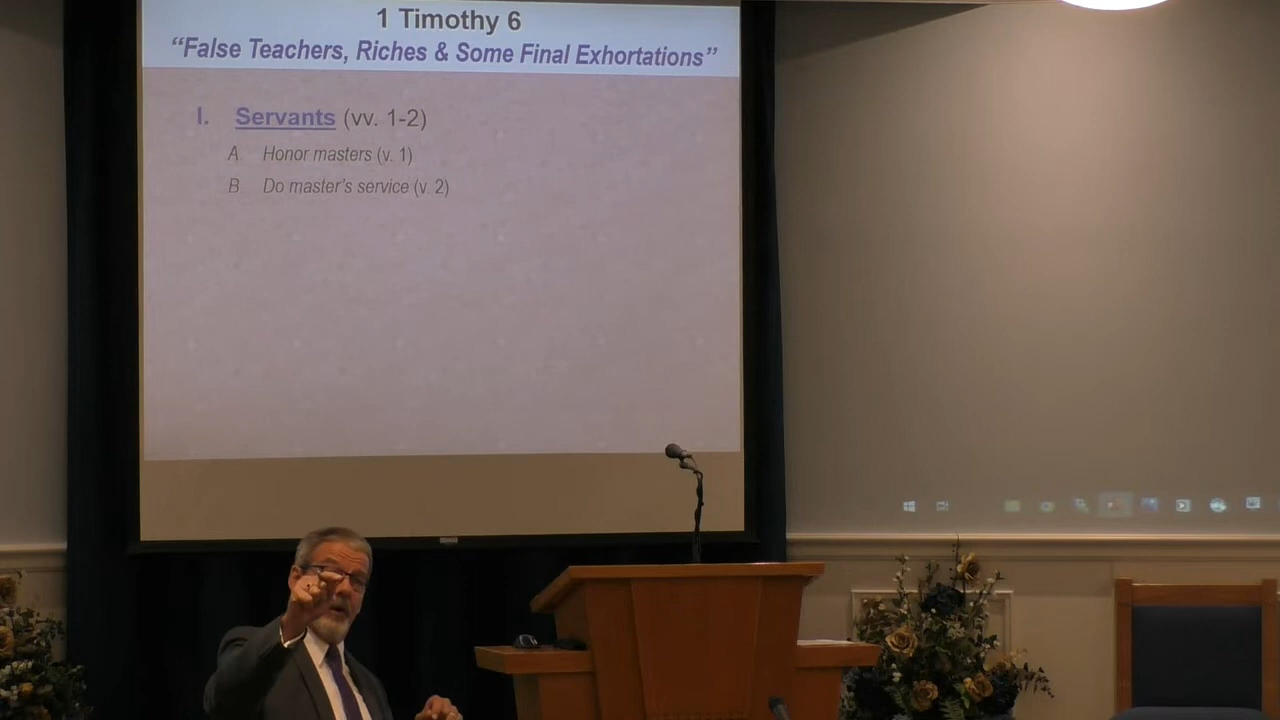 1 Timothy 6
“False Teachers, Riches & Some Final Exhortations”
I. Servants (vv. 1-2)
A Honor masters (v. 1)
B Do master's service (v. 2)